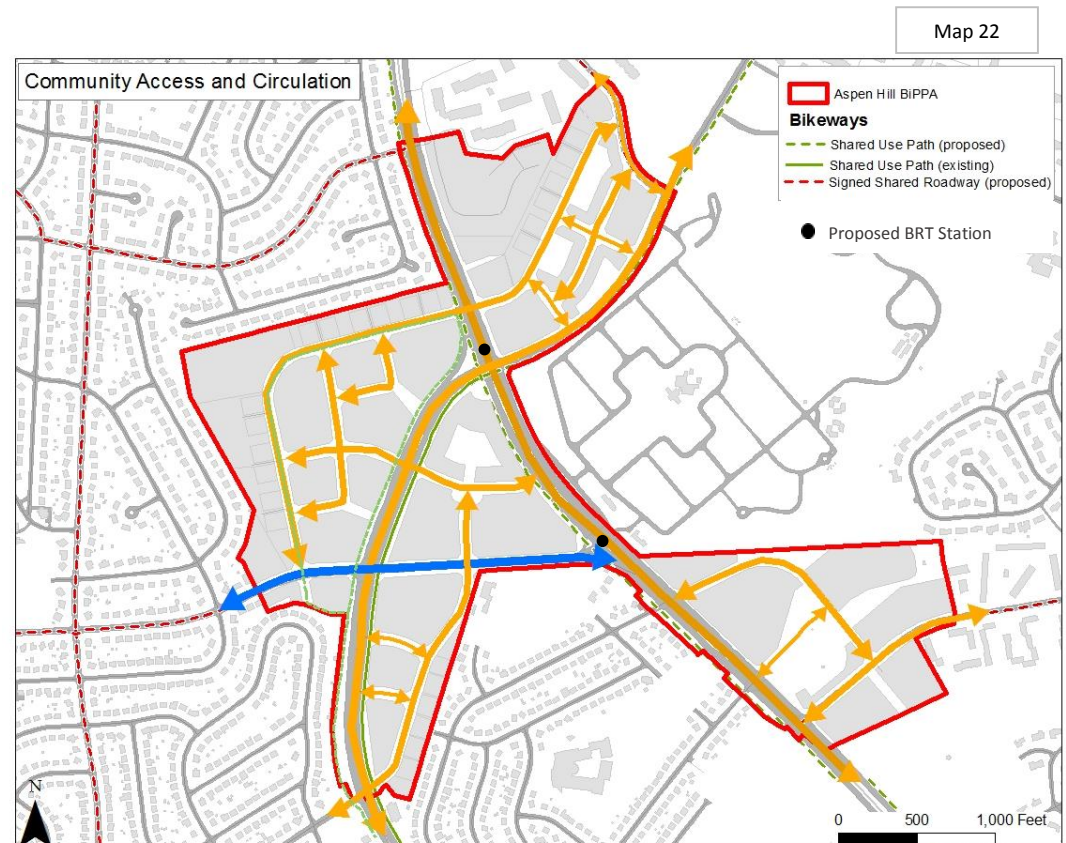 Map 22
Community Access and Circulation
Aspen Hill BiPPA
Bikeways
Shared Use Path (proposed)
Shared Use Path (existing)
Signed Shared Roadway (proposed)
Proposed BRT Station
N
0 500 1,000 Feet